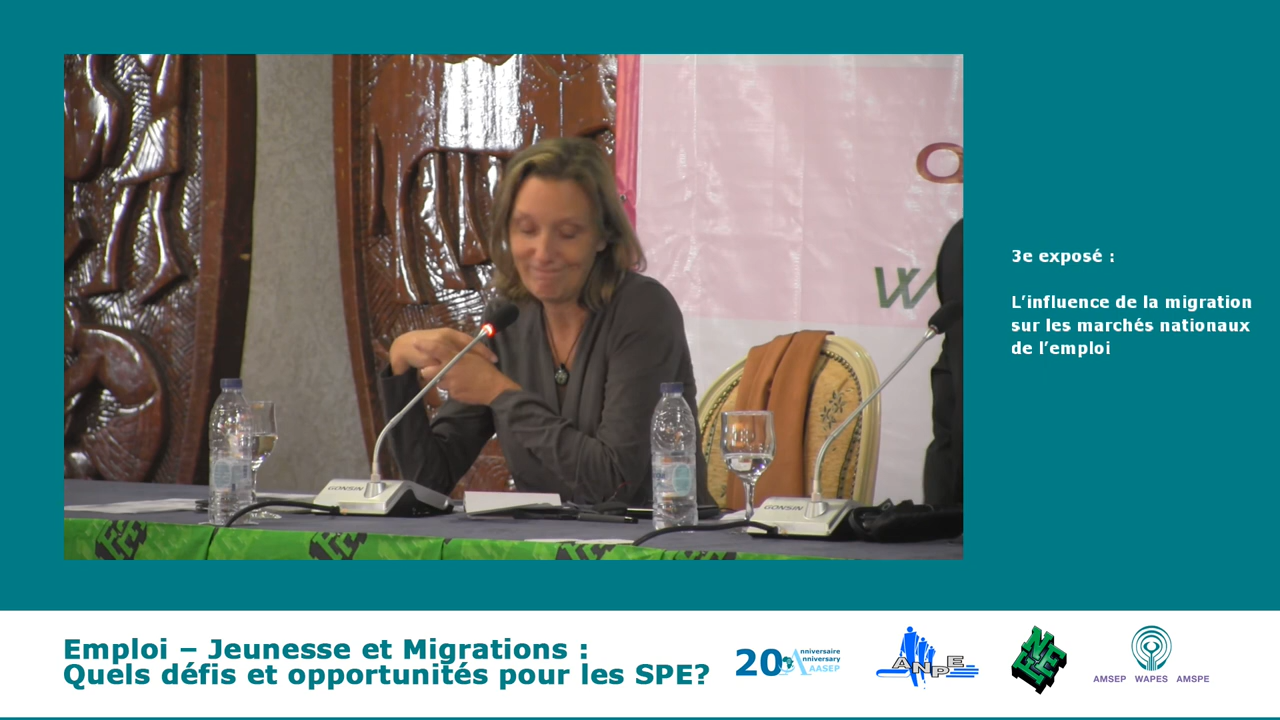 O
W
GONSIN
GONSIN
3e exposé :
L’influence de la migration
sur les marchés nationaux
de l’emploi
Emploi – Jeunesse et Migrations :
Quels défis et opportunités pour les SPE?
20 Anniversaire
Anniversary
AASEP
ANPE
AMSEP WAPES AMSPE